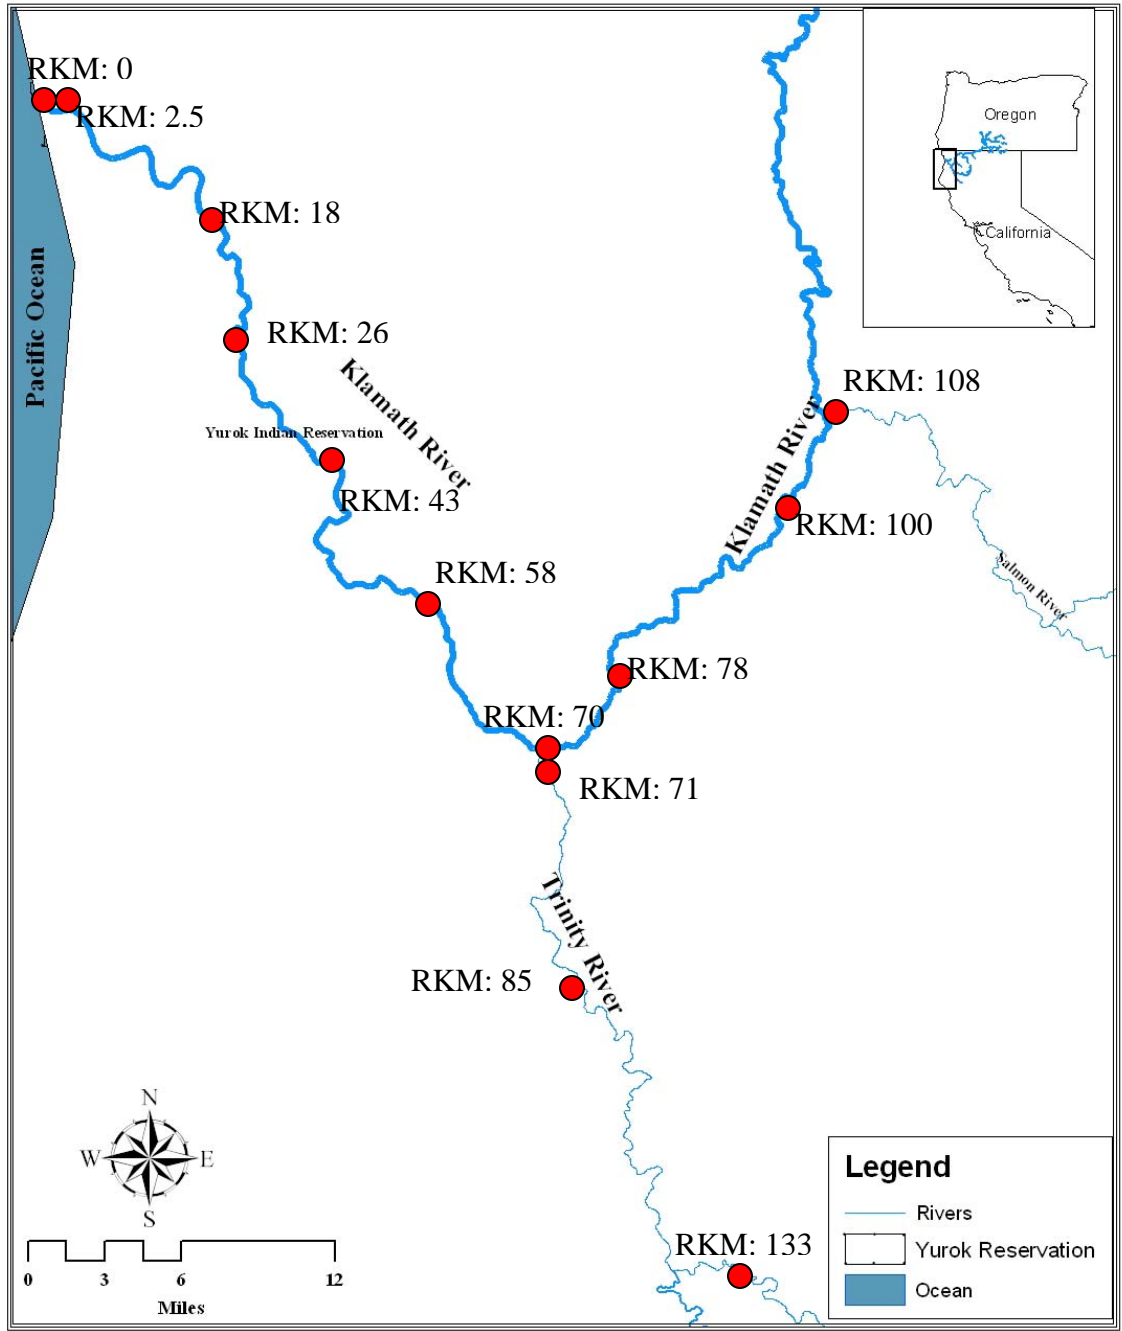 RKM: 0
RKM: 2.5
Oregon
California
RKM: 18
Pacific Ocean
RKM: 26
Klamath River
RKM: 108
Yurok Indian Reservation
Klamath River
RKM: 43
RKM: 100
RKM: 58
Salmon River
RKM: 78
RKM: 70
RKM: 71
Trinity River
RKM: 85
N
W E
S
Legend
Rivers
Yurok Reservation
Ocean
RKM: 133
0 3 6 12
Miles